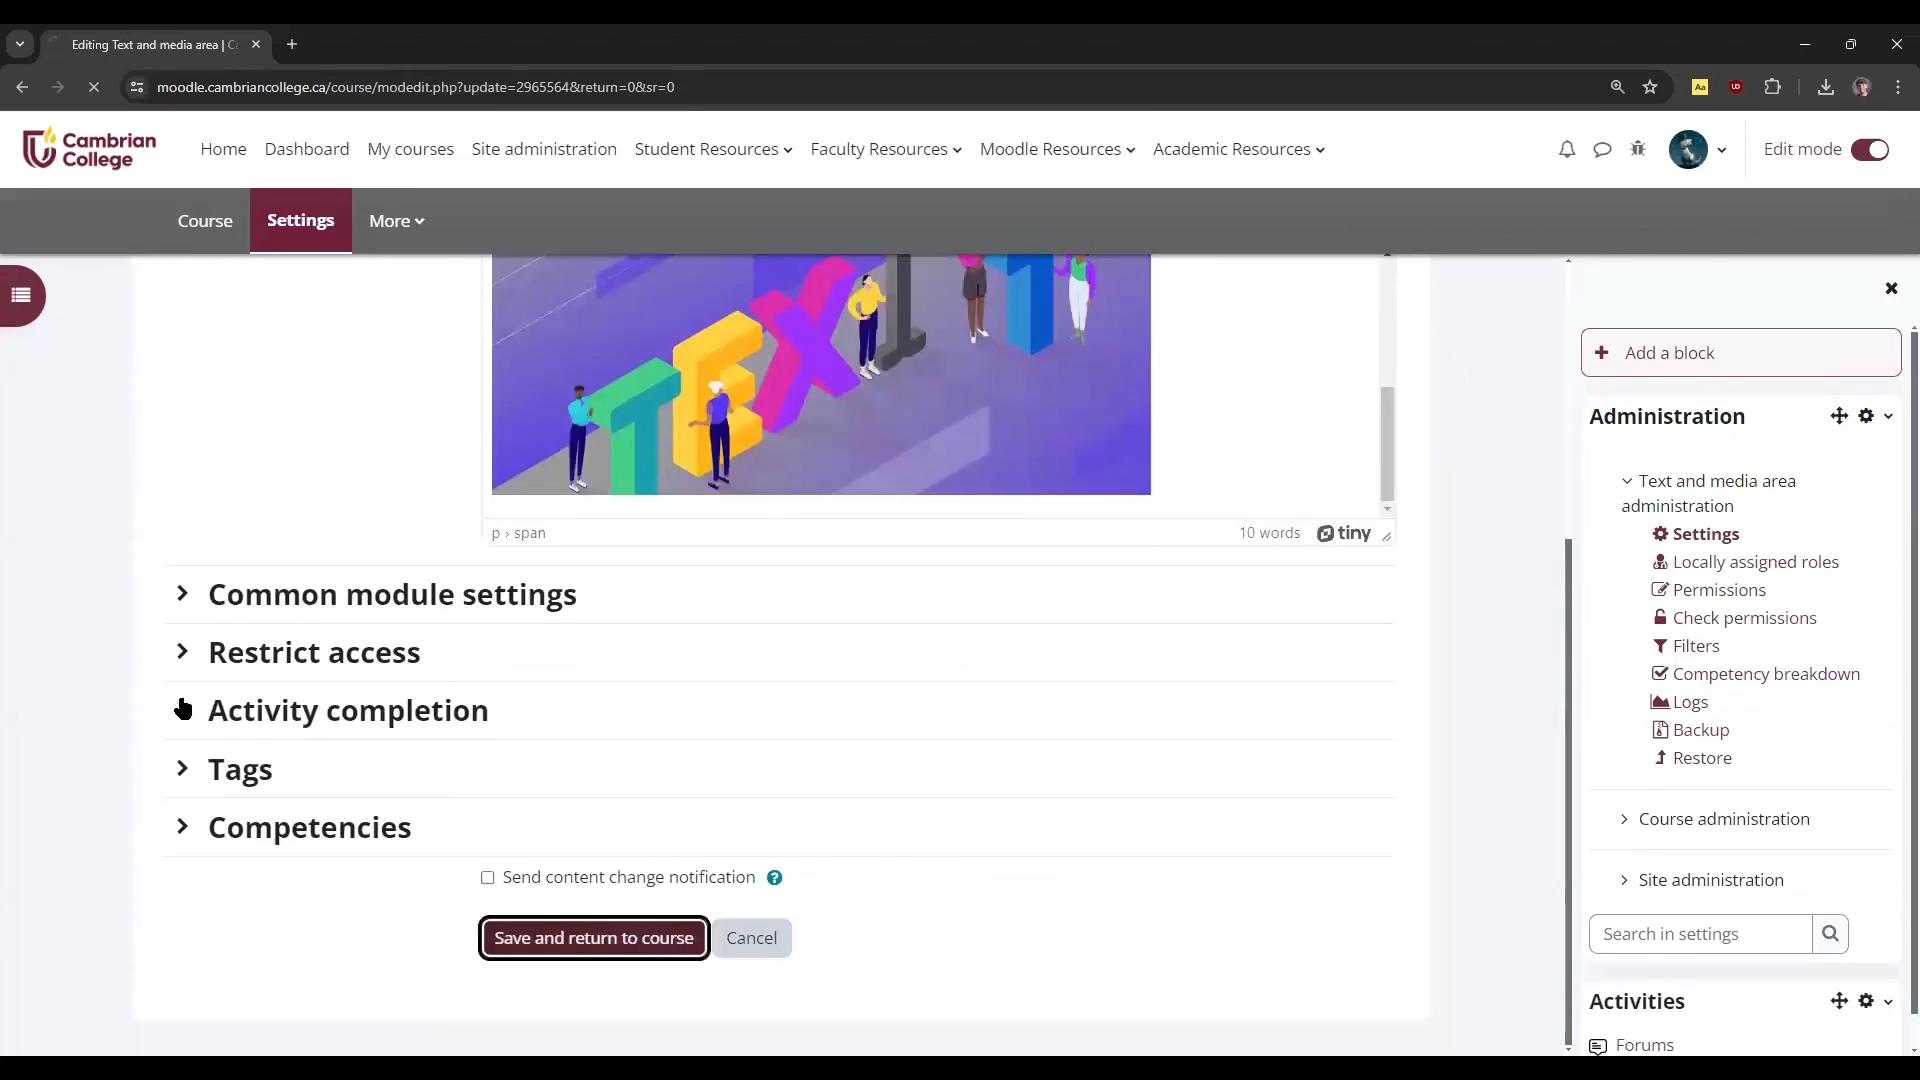 Editing Text and media area | C
moodle.cambriancollege.ca/course/modedit.php?update=2965564&return=0&sr=0
Aa
Cambrian
College
Home
Dashboard
My courses
Site administration
Student Resources
Faculty Resources
Moodle Resources
Academic Resources
Edit mode
Course
Settings
More
TEXIT
p › span
10 words
tiny
Common module settings
Restrict access
Activity completion
Tags
Competencies
Send content change notification
Save and return to course
Cancel
Add a block
Administration
Text and media area
administration
Settings
Locally assigned roles
Permissions
Check permissions
Filters
Competency breakdown
Logs
Backup
Restore
Course administration
Site administration
Search in settings
Activities
Forums